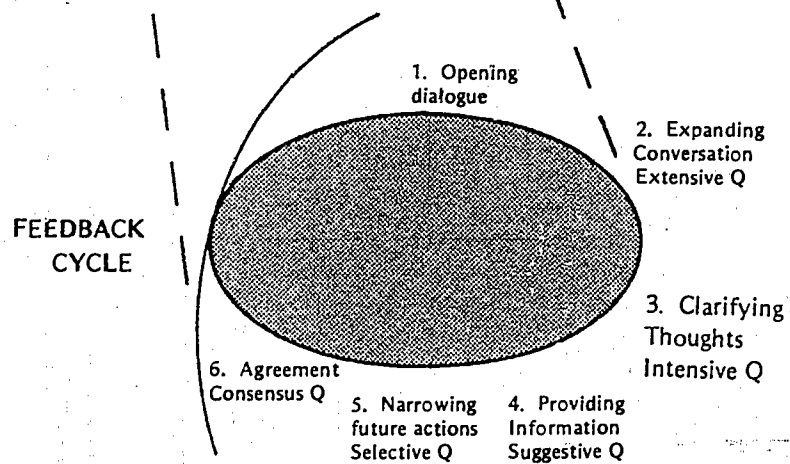 1. Opening
dialogue
2. Expanding
Conversation
Extensive Q
FEEDBACK
CYCLE
3. Clarifying
Thoughts
Intensive Q
6. Agreement
Consensus Q
5. Narrowing
future actions
Selective Q
4. Providing
Information
Suggestive Q